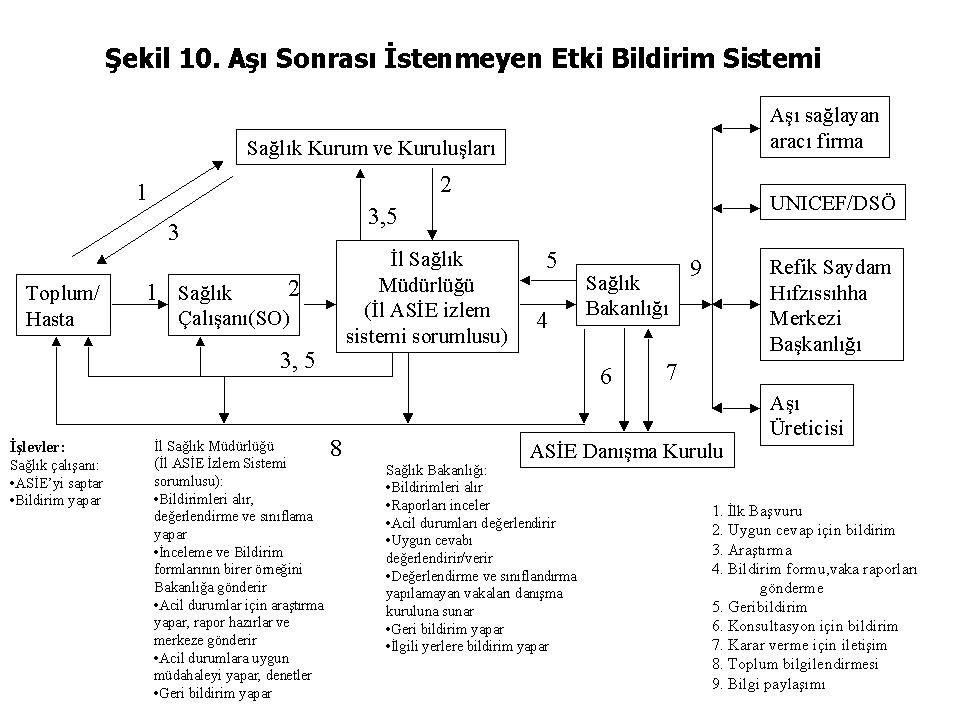 Şekil 10. Aşı Sonrası İstenmeyen Etki Bildirim Sistemi
Aşı sağlayan
aracı firma
Sağlık Kurum ve Kuruluşları
1
2
3,5
3
UNICEF/DSÖ
İl Sağlık
Müdürlüğü
(İl ASİE izlem
sistemi sorumlusu)
5
9
4
Sağlık
Bakanlığı
Refik Saydam
Hıfzıssıhha
Merkezi
Başkanlığı
Toplum/
Hasta
1
Sağlık
Çalışanı(SO)
2
3, 5
6
7
Aşı
Üreticisi
8
ASİE Danışma Kurulu
İşlevler:
Sağlık çalışanı:
•ASİE’yi saptar
•Bildirim yapar
İl Sağlık Müdürlüğü
(İl ASİE İzlem Sistemi
sorumlusu):
•Bildirimleri alır,
değerlendirme ve sınıflama
yapar
•İnceleme ve Bildirim
formlarının birer örneğini
Bakanlığa gönderir
•Acil durumlar için araştırma
yapar, rapor hazırlar ve
merkeze gönderir
•Acil durumlara uygun
müdahaleyi yapar, denetler
•Geri bildirim yapar
Sağlık Bakanlığı:
•Bildirimleri alır
•Raporları inceler
•Acil durumları değerlendirir
•Uygun cevabı
değerlendirir/verir
•Değerlendirme ve sınıflandırma
yapılamayan vakaları danışma
kuruluna sunar
•Geri bildirim yapar
•İlgili yerlere bildirim yapar
1. İlk Başvuru
2. Uygun cevap için bildirim
3. Araştırma
4. Bildirim formu,vaka raporları
gönderme
5. Geribildirim
6. Konsultasyon için bildirim
7. Karar verme için iletişim
8. Toplum bilgilendirmesi
9. Bilgi paylaşımı